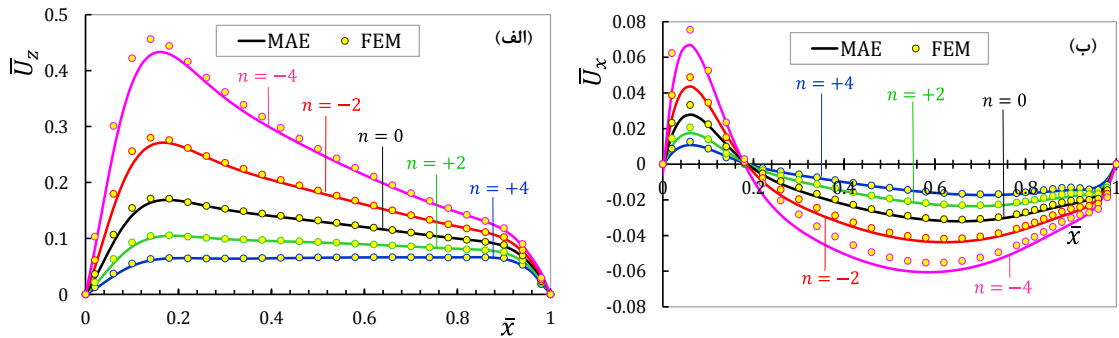 0.5
0.4
0.3
0.2
0.1
0
0 0.2 0.4 0.6 0.8 1
U̅z
x̅
MAE FEM
(الف)
n = −4
n = −2
n = 0
n = +2
n = +4
0.08
0.06
0.04
0.02
0.00
-0.02
-0.04
-0.06
-0.08
0 0.2 0.4 0.6 0.8 1
U̅x
x̅
MAE FEM
(ب)
n = +4
n = +2
n = 0
n = −2
n = −4